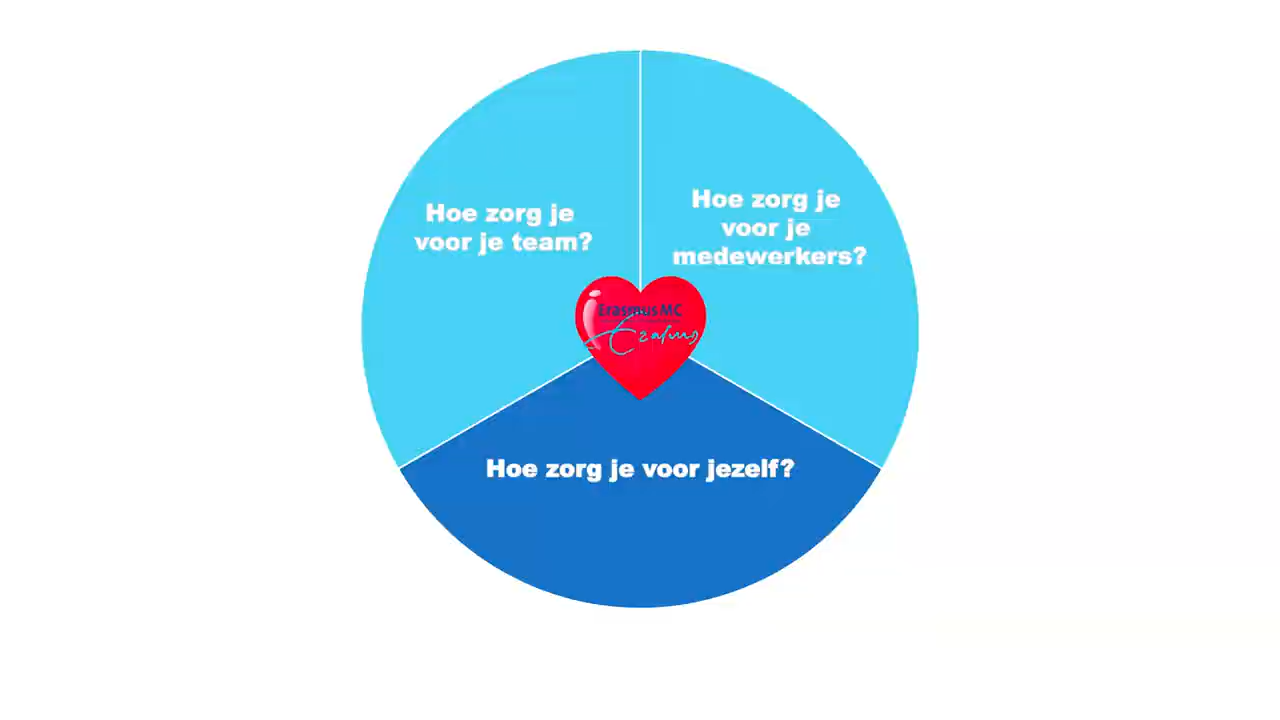 Hoe zorg je
voor je team?
Hoe zorg je
voor je
medewerkers?
Erasmus MC
Erasmus
Hoe zorg je voor jezelf?